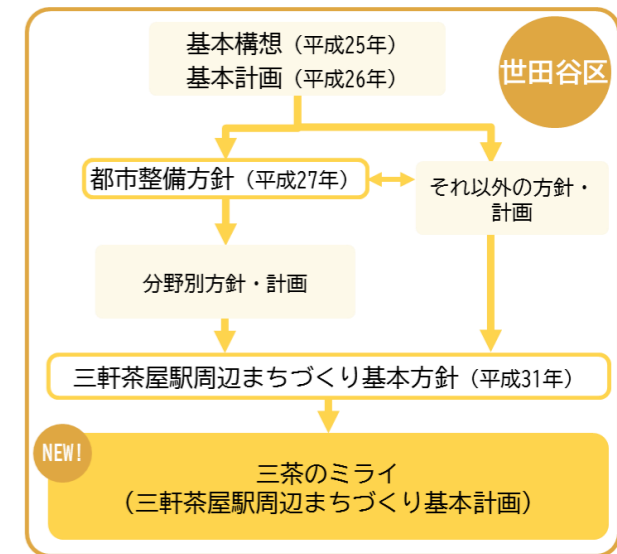 世田谷区
基本構想（平成25年）
基本計画（平成26年）
都市整備方針（平成27年）
それ以外の方針・
計画
分野別方針・計画
三軒茶屋駅周辺まちづくり基本方針（平成31年）
NEW!
三茶のミライ
（三軒茶屋駅周辺まちづくり基本計画）